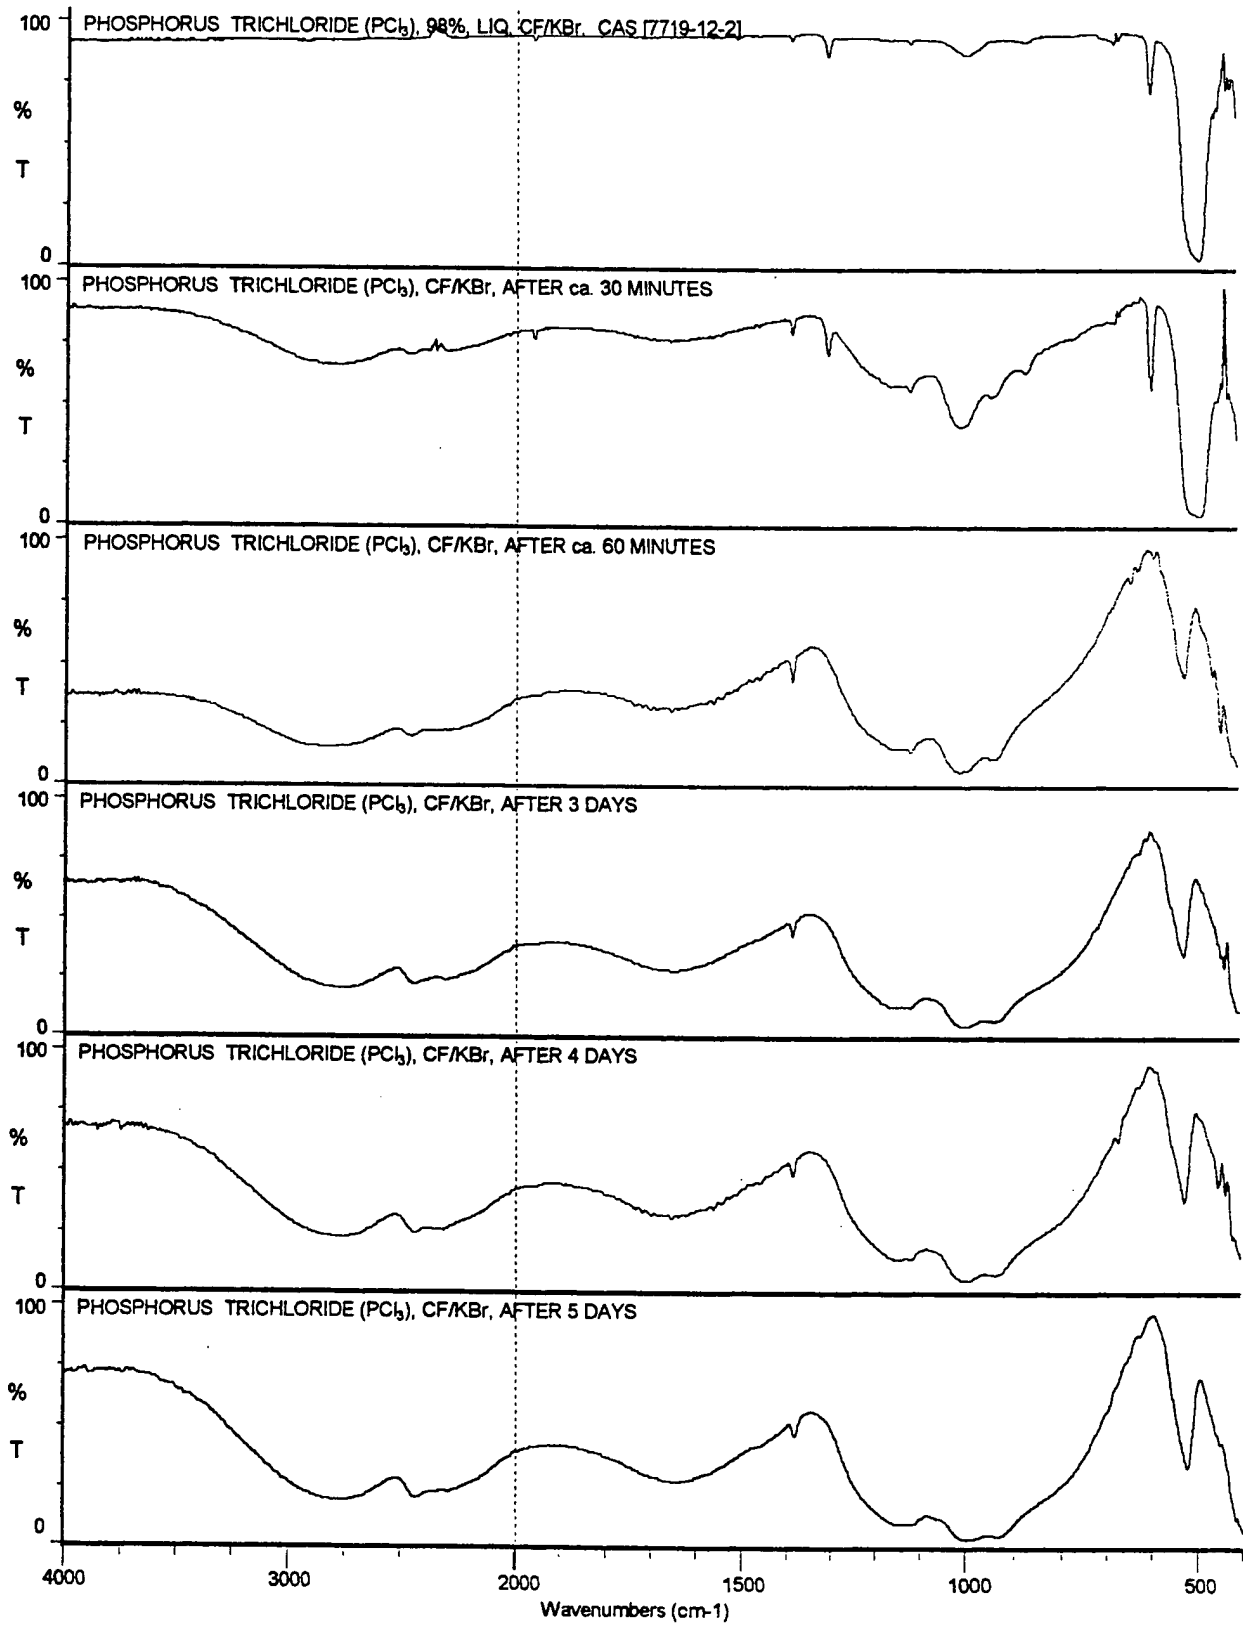 100 PHOSPHORUS TRICHLORIDE (PCl₃), 98%, LIQ, CF/KBr, CAS [7719-12-2]
%
T
0
100 PHOSPHORUS TRICHLORIDE (PCl₃), CF/KBr, AFTER ca. 30 MINUTES
%
T
0
100 PHOSPHORUS TRICHLORIDE (PCl₃), CF/KBr, AFTER ca. 60 MINUTES
%
T
0
100 PHOSPHORUS TRICHLORIDE (PCl₃), CF/KBr, AFTER 3 DAYS
%
T
0
100 PHOSPHORUS TRICHLORIDE (PCl₃), CF/KBr, AFTER 4 DAYS
%
T
0
100 PHOSPHORUS TRICHLORIDE (PCl₃), CF/KBr, AFTER 5 DAYS
%
T
0
4000 3000 2000 1500 1000 500
Wavenumbers (cm-1)